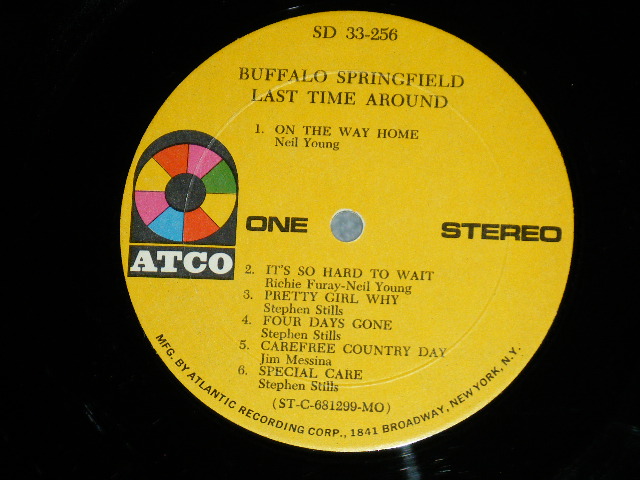 SD 33-256
BUFFALO SPRINGFIELD
LAST TIME AROUND
1. ON THE WAY HOME
Neil Young
ONE
STEREO
ATCO
2. IT'S SO HARD TO WAIT
Richie Furay-Neil Young
3. PRETTY GIRL WHY
Stephen Stills
4. FOUR DAYS GONE
Stephen Stills
5. CAREFREE COUNTRY DAY
Jim Messina
6. SPECIAL CARE
Stephen Stills
(ST-C-681299-MO)
MFG. BY ATLANTIC RECORDING CORP., 1841 BROADWAY, NEW YORK, N.Y.